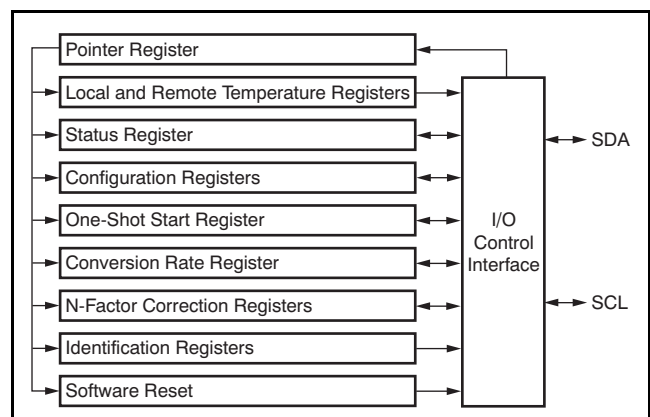 Pointer Register
Local and Remote Temperature Registers
Status Register
Configuration Registers
One-Shot Start Register
Conversion Rate Register
N-Factor Correction Registers
Identification Registers
Software Reset
I/O
Control
Interface
SDA
SCL